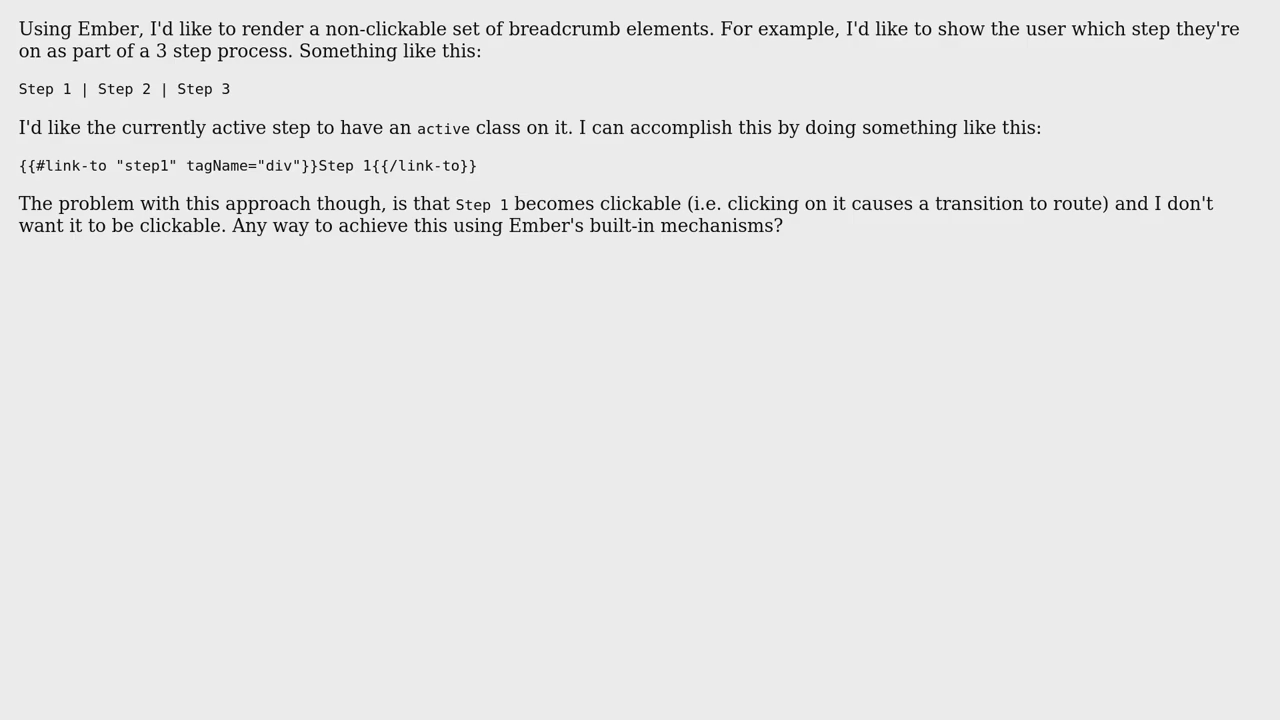 Using Ember, I'd like to render a non-clickable set of breadcrumb elements. For example, I'd like to show the user which step they're
on as part of a 3 step process. Something like this:
Step 1 | Step 2 | Step 3
I'd like the currently active step to have an active class on it. I can accomplish this by doing something like this:
{{#link-to "step1" tagName="div"}}Step 1{{/link-to}}
The problem with this approach though, is that Step 1 becomes clickable (i.e. clicking on it causes a transition to route) and I don't
want it to be clickable. Any way to achieve this using Ember's built-in mechanisms?